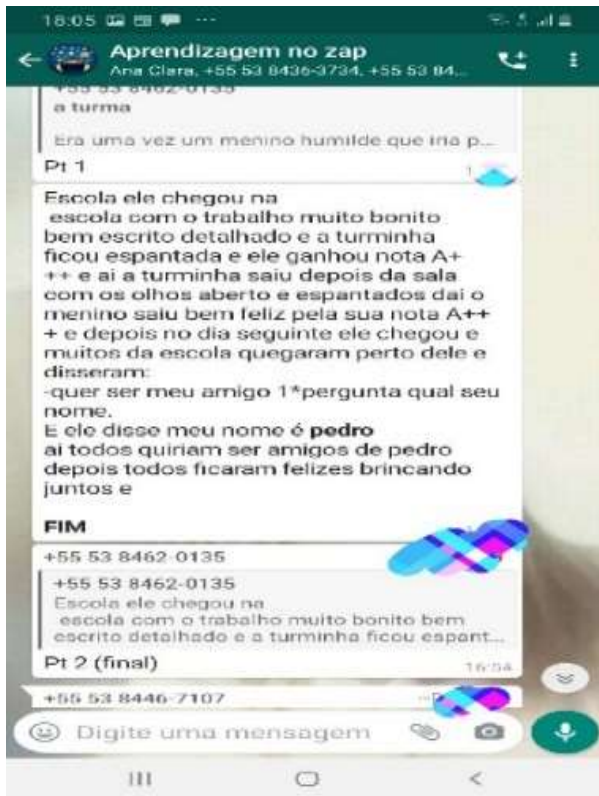 18:05
Aprendizagem no zap
Ana Clara, +55 53 8436-3734, +55 53 84...
+55 53 8462-0135
a turma
Era uma vez um menino humilde que iria p...
Pt 1
Escola ele chegou na
escola com o trabalho muito bonito
bem escrito detalhado e a turminha
ficou espantada e ele ganhou nota A+
++ e ai a turminha saiu depois da sala
com os olhos aberto e espantados dai o
menino saiu bem feliz pela sua nota A++
+ e depois no dia seguinte ele chegou e
muitos da escola quegaram perto dele e
disseram:
-quer ser meu amigo 1*pergunta qual seu
nome.
E ele disse meu nome é pedro
ai todos quiriam ser amigos de pedro
depois todos ficaram felizes brincando
juntos e
FIM
+55 53 8462-0135
+55 53 8462-0135
Escola ele chegou na
escola com o trabalho muito bonito bem
escrito detalhado e a turminha ficou espant...
Pt 2 (final)
16:54
+55 53 8446-7107
Digite uma mensagem